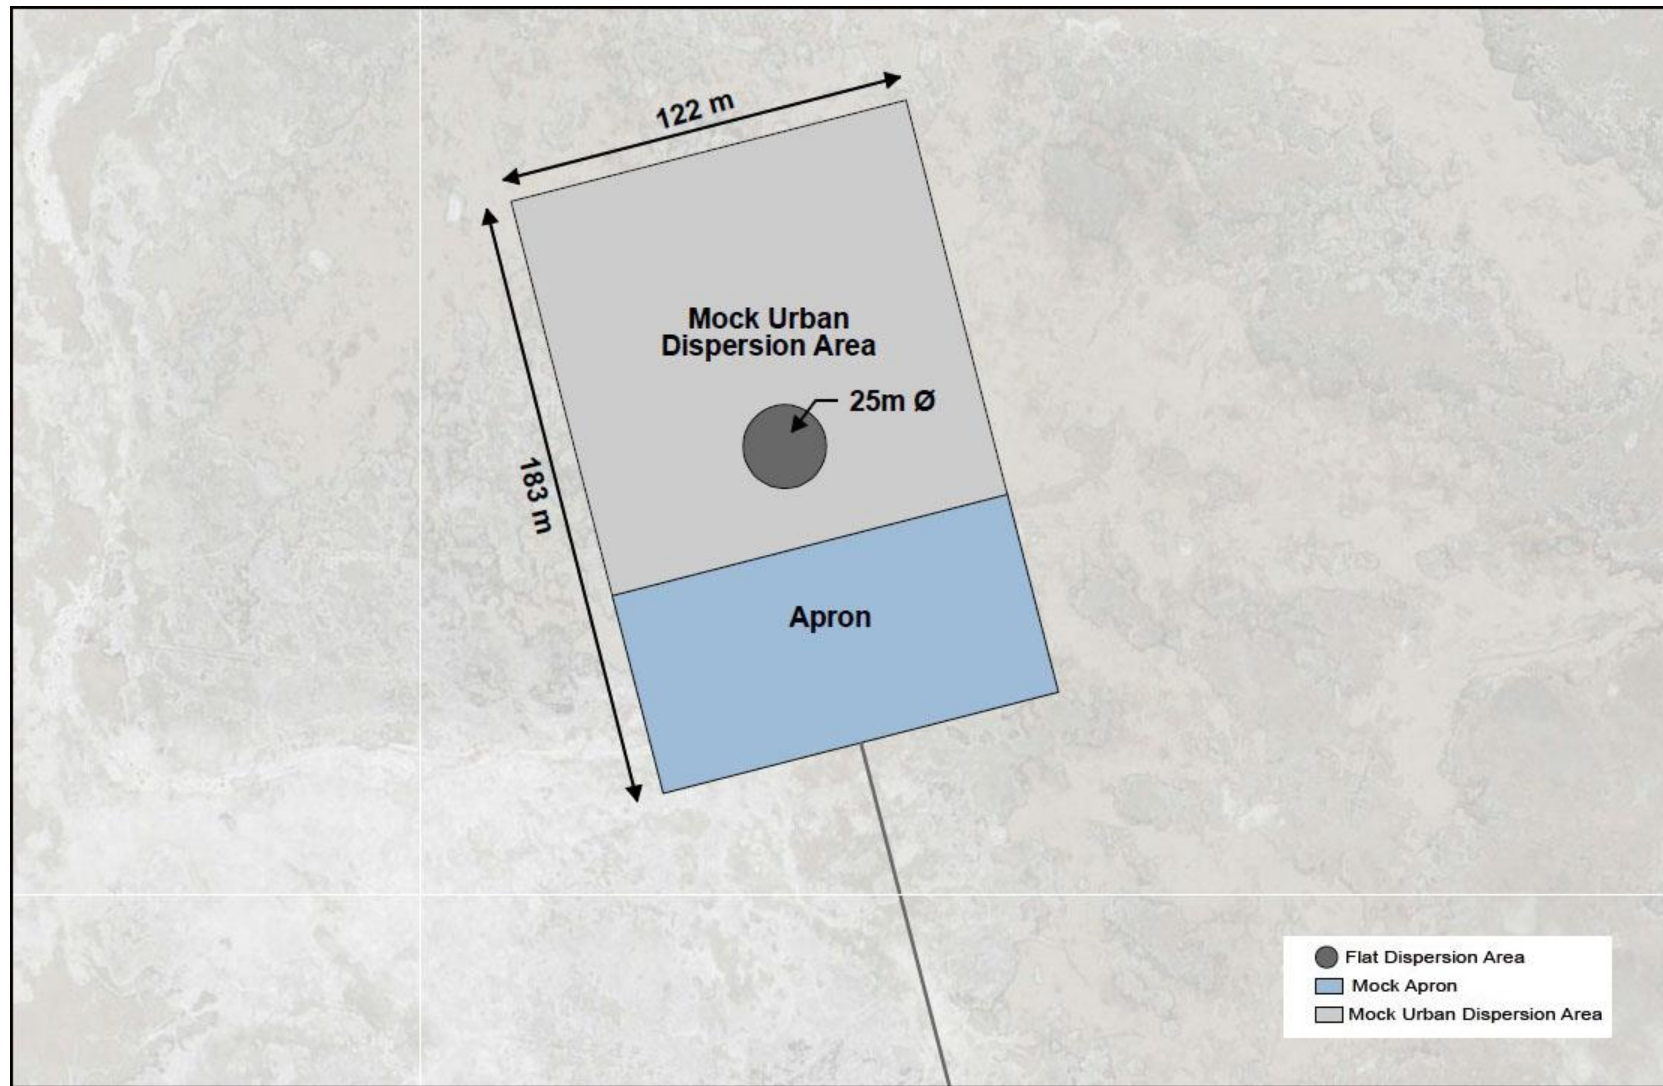 122 m
Mock Urban
Dispersion Area
25m Ø
183 m
Apron
Flat Dispersion Area
Mock Apron
Mock Urban Dispersion Area